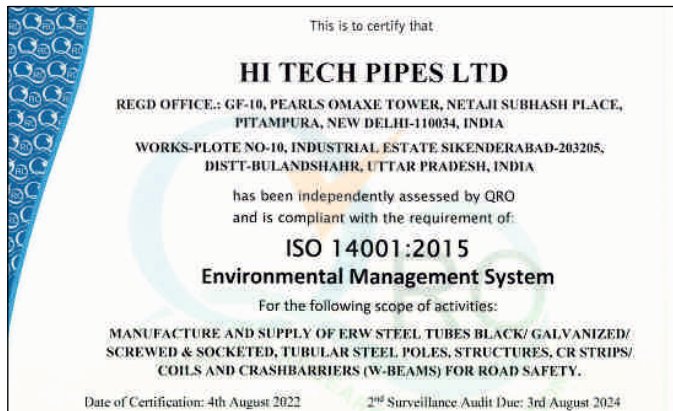 This is to certify that
HI TECH PIPES LTD
REGD OFFICE.: GF-10, PEARLS OMAXE TOWER, NETAJI SUBHASH PLACE,
PITAMPURA, NEW DELHI-110034, INDIA
WORKS-PLOTE NO-10, INDUSTRIAL ESTATE SIKENDERABAD-203205,
DISTT-BULANDSHAHR, UTTAR PRADESH, INDIA
has been independently assessed by QRO
and is compliant with the requirement of:
ISO 14001:2015
Environmental Management System
For the following scope of activities:
MANUFACTURE AND SUPPLY OF ERW STEEL TUBES BLACK/ GALVANIZED/
SCREWED & SOCKETED, TUBULAR STEEL POLES, STRUCTURES, CR STRIPS/
COILS AND CRASHBARRIERS (W-BEAMS) FOR ROAD SAFETY.
Date of Certification: 4th August 2022 2nd Surveillance Audit Due: 3rd August 2024